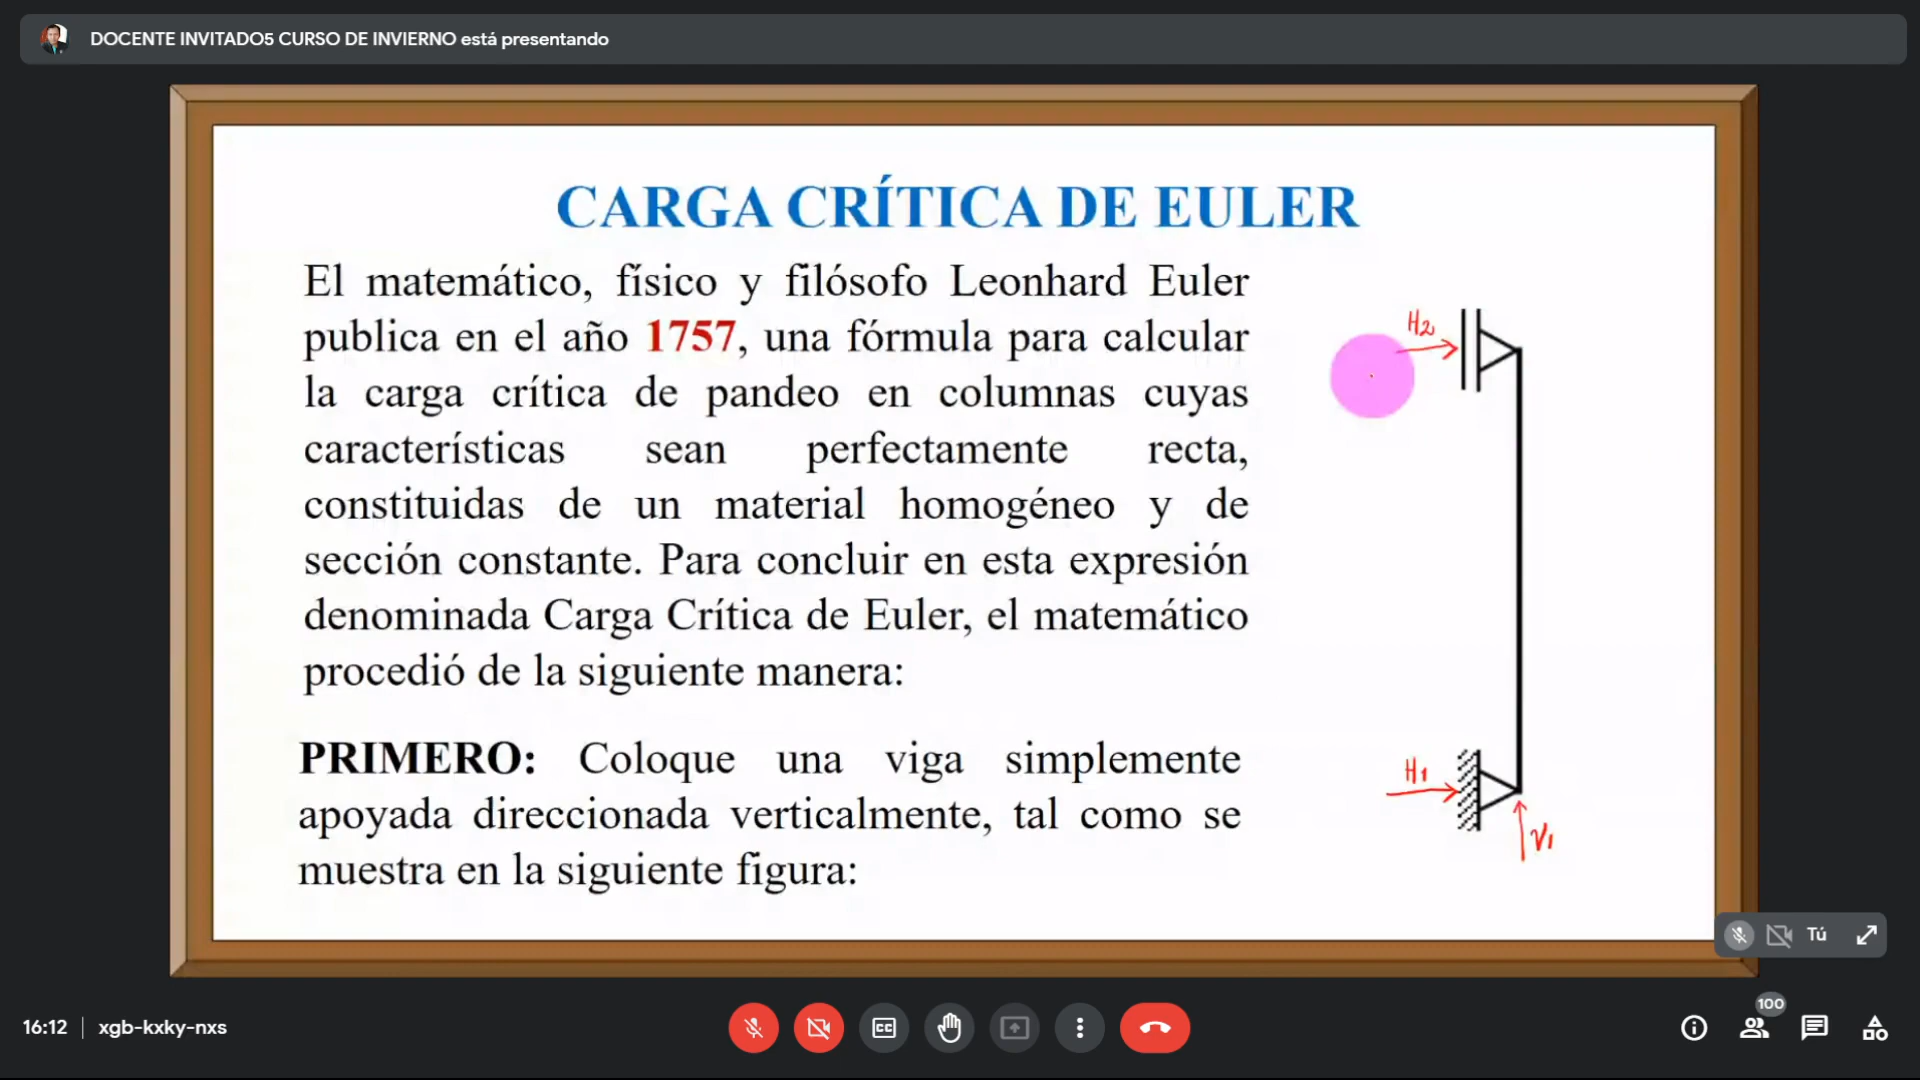 DOCENTE INVITADO5 CURSO DE INVIERNO está presentando
CARGA CRÍTICA DE EULER
El matemático, físico y filósofo Leonhard Euler
publica en el año 1757, una fórmula para calcular
la carga crítica de pandeo en columnas cuyas
características sean perfectamente recta,
constituidas de un material homogéneo y de
sección constante. Para concluir en esta expresión
denominada Carga Crítica de Euler, el matemático
procedió de la siguiente manera:
PRIMERO: Coloque una viga simplemente
apoyada direccionada verticalmente, tal como se
muestra en la siguiente figura:
H2
H1
V1
Tú
16:12 | xgb-kxky-nxs
CC
100